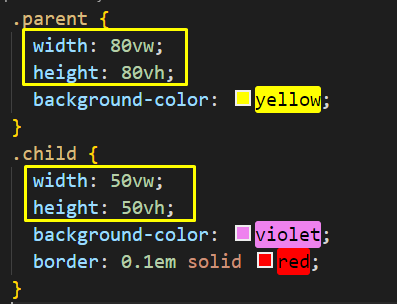 .parent {
width: 80vw;
height: 80vh;
background-color: yellow;
}
.child {
width: 50vw;
height: 50vh;
background-color: violet;
border: 0.1em solid red;
}